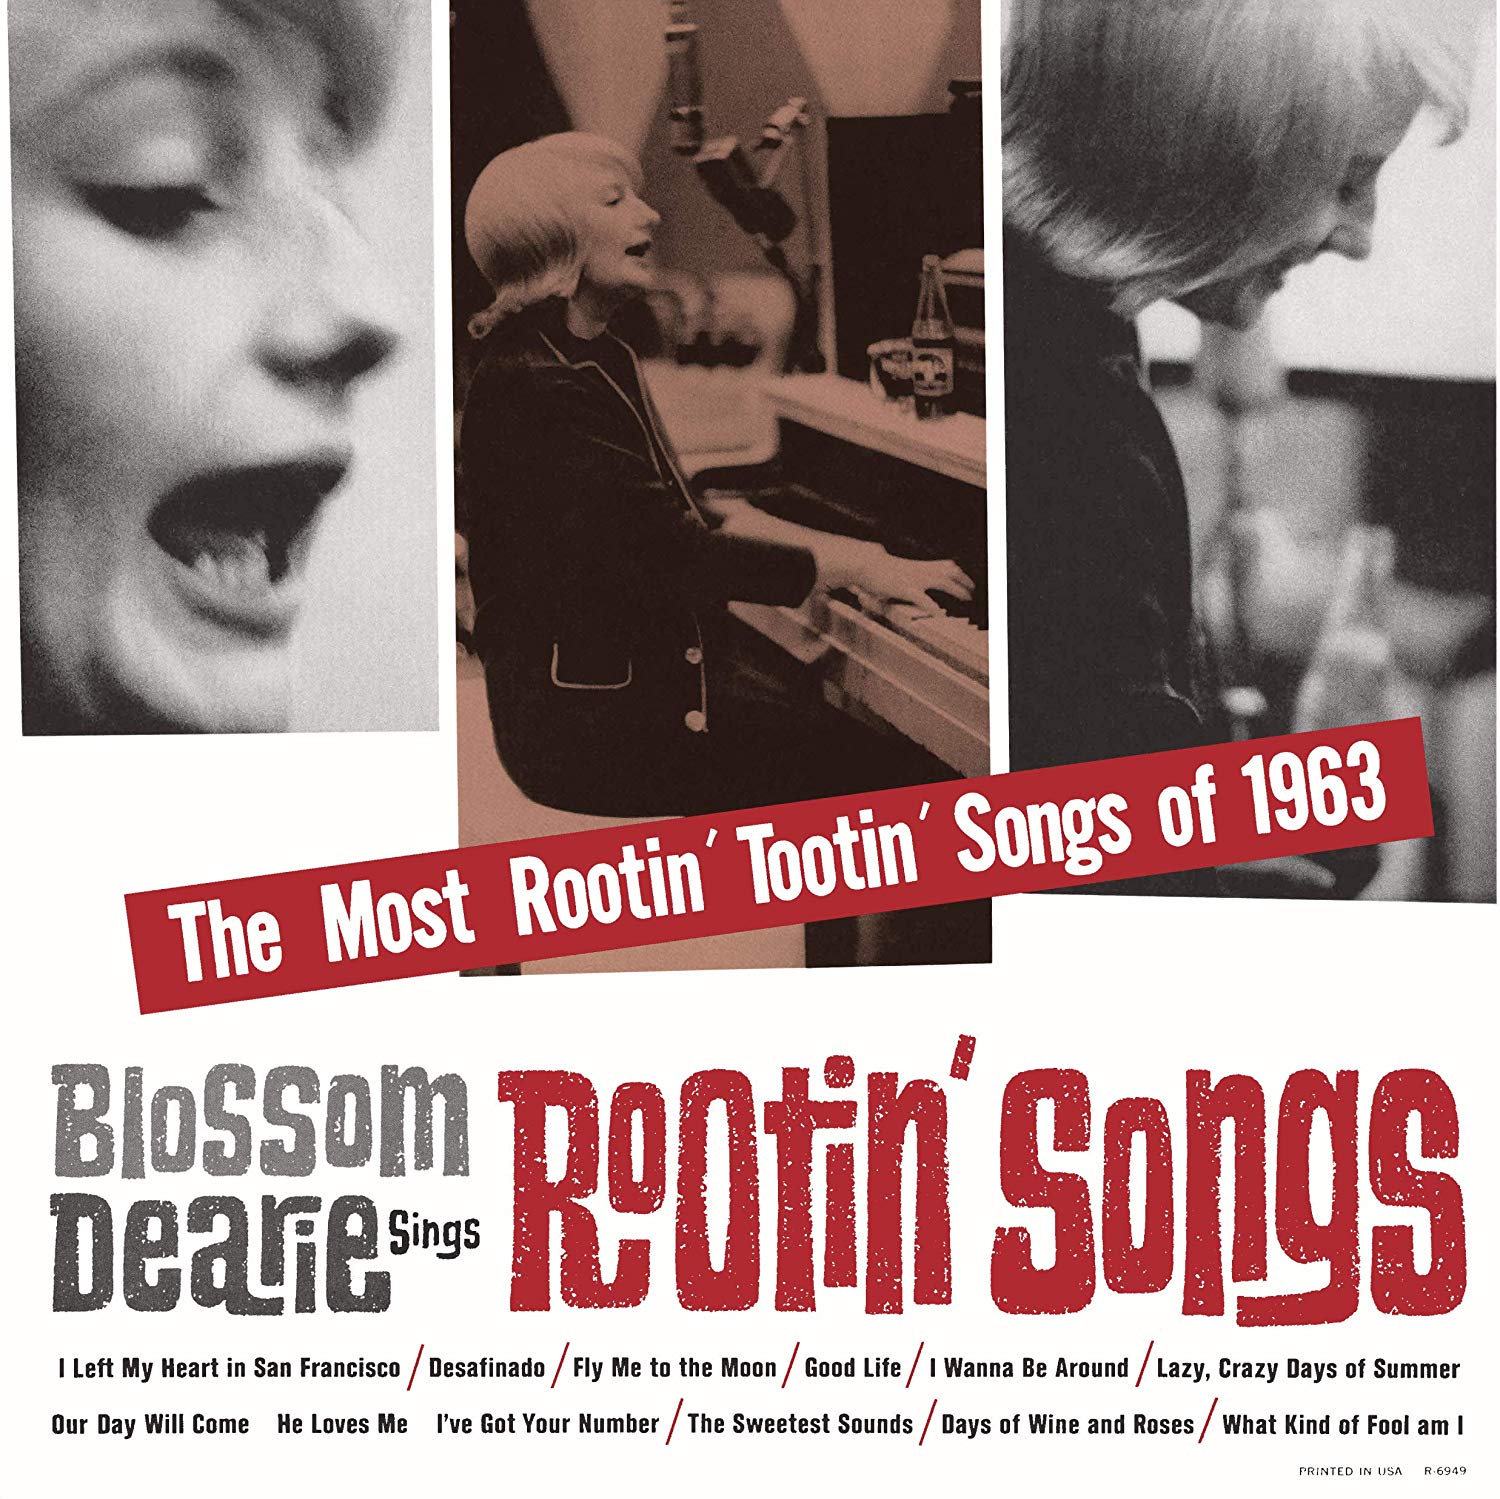 The Most Rootin' Tootin' Songs of 1963
Blossom Dearie Sings Rootin' Songs
I Left My Heart in San Francisco / Desafinado / Fly Me to the Moon / Good Life / I Wanna Be Around / Lazy, Crazy Days of Summer
Our Day Will Come He Loves Me I've Got Your Number / The Sweetest Sounds / Days of Wine and Roses / What Kind of Fool am I
PRINTED IN USA R-6949